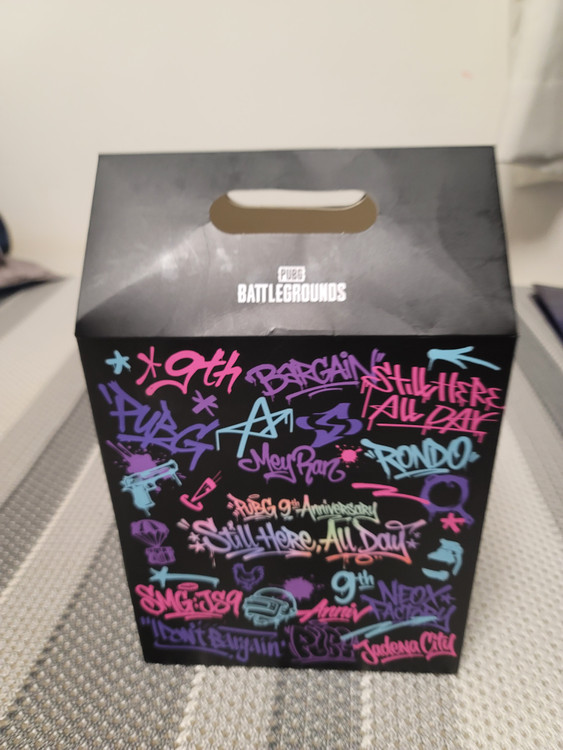 PUBG
BATTLEGROUNDS
9th
"BARGAIN"
Still Here
All DAY
"PUBG
MeyRan
"RONDO"
PUBG 9th Anniversary
"Still Here, All Day"
SMG:JS9
9th
Anniv
NEOX
FACTORY
"I Don't Bargain"
PUBG
Jadena City